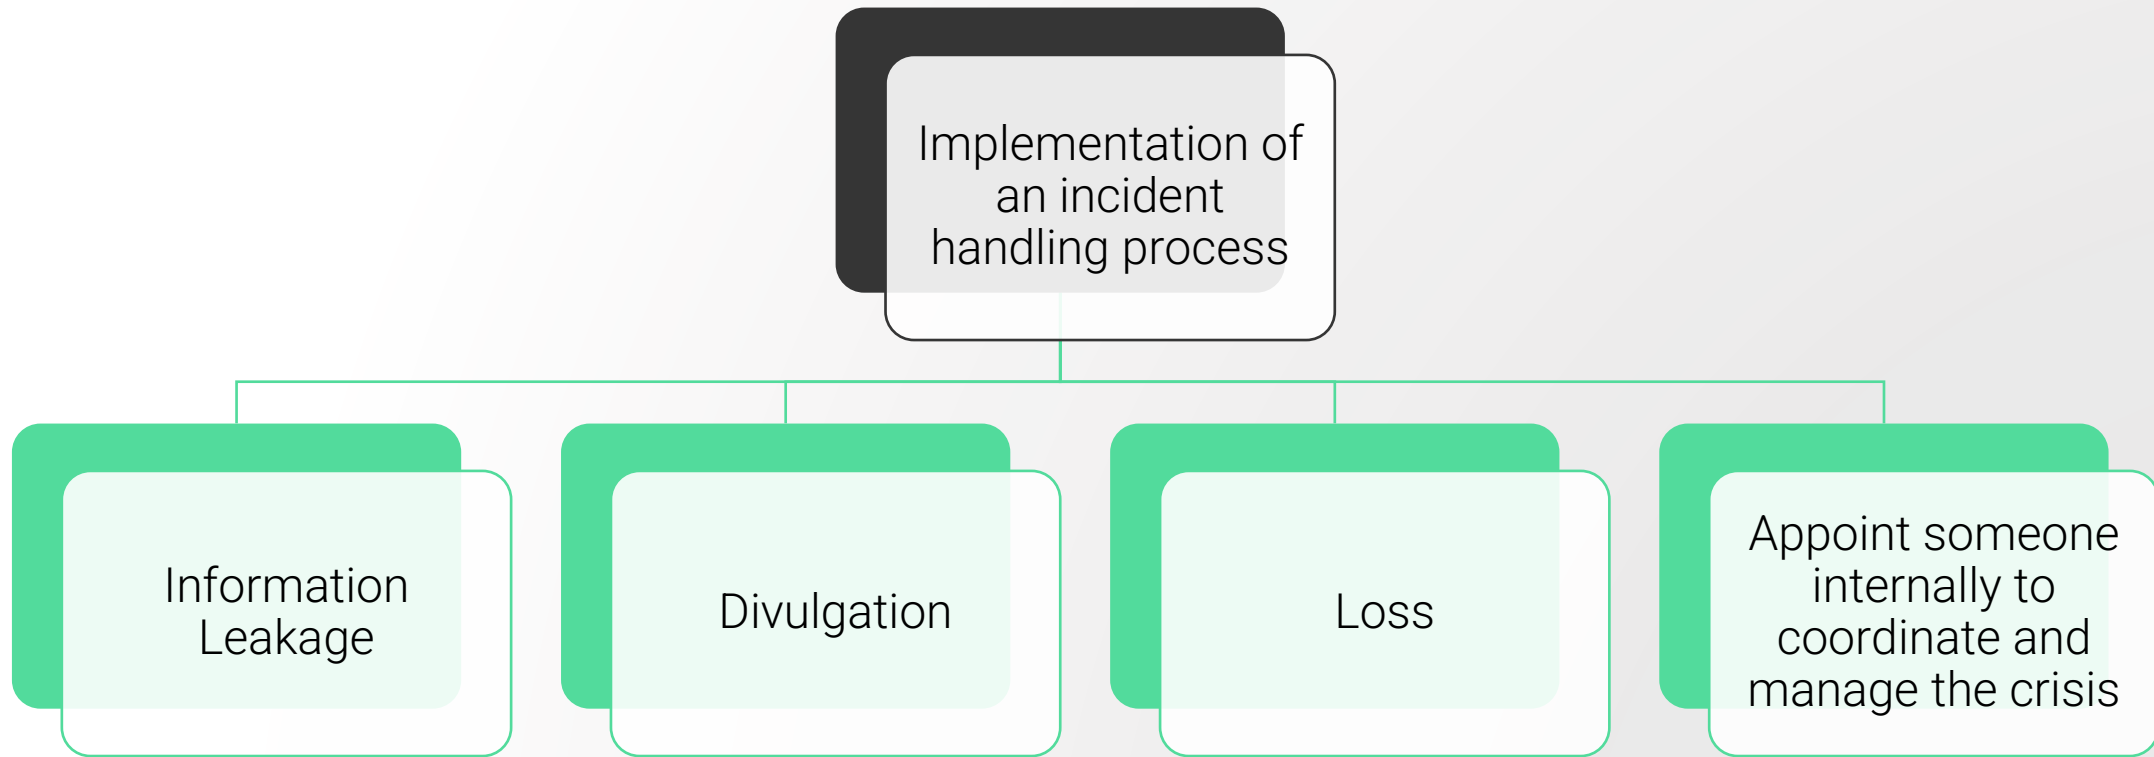 Implementation of
an incident
handling process
Information
Leakage
Divulgation
Loss
Appoint someone
internally to
coordinate and
manage the crisis